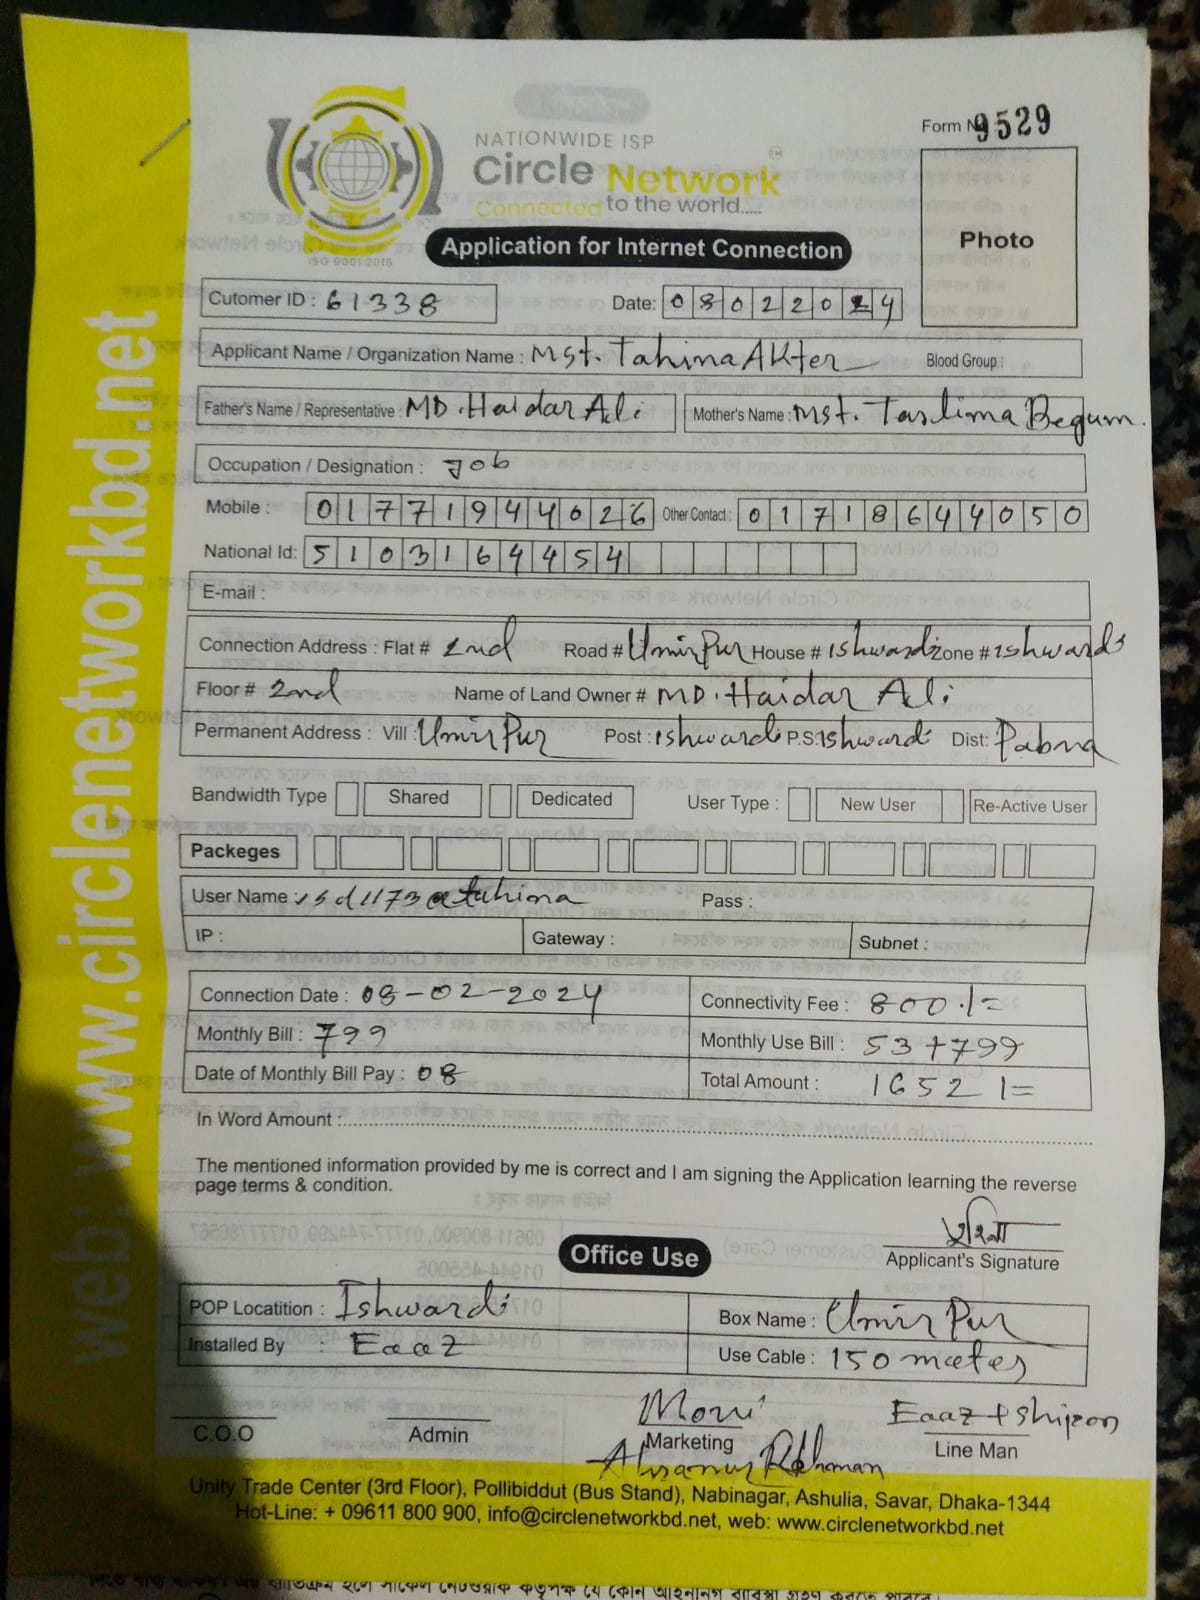 Form No 9529
NATIONWIDE ISP
Circle Network
Connected to the world.....
ISO 9001:2015
Application for Internet Connection
Photo
Cutomer ID : 61338 Date: 08022024
Applicant Name / Organization Name : Mst. Tahima Akter Blood Group :
Father's Name / Representative : MD. Haidar Ali Mother's Name : Mst. Taslima Begum
Occupation / Designation : Job
Mobile : 01771944026 Other Contact : 01718644050
National Id: 5103164454
E-mail :
Connection Address : Flat # 2nd Road # UmirPur House # Ishwardi Zone # Ishwardi
Floor # 2nd Name of Land Owner # MD. Haidar Ali
Permanent Address : Vill : UmirPur Post : Ishwardi P.S: Ishwardi Dist: Pabna
Bandwidth Type Shared Dedicated User Type : New User Re-Active User
Packeges
User Name : isd1173@tahima Pass :
IP : Gateway : Subnet :
Connection Date : 08-02-2024 Connectivity Fee : 800./=
Monthly Bill : 799 Monthly Use Bill : 53+799
Date of Monthly Bill Pay : 08 Total Amount : 1652/=
In Word Amount :
The mentioned information provided by me is correct and I am signing the Application learning the reverse
page terms & condition.
Applicant's Signature
Office Use
POP Locatition : Ishwardi Box Name : UmirPur
Installed By : Eaaz Use Cable : 150 meter
C.O.O Admin Marketing Eaaz + Shipon Line Man
Unity Trade Center (3rd Floor), Pollibiddut (Bus Stand), Nabinagar, Ashulia, Savar, Dhaka-1344
Hot-Line: + 09611 800 900, info@circlenetworkbd.net, web: www.circlenetworkbd.net
web: www.circlenetworkbd.net